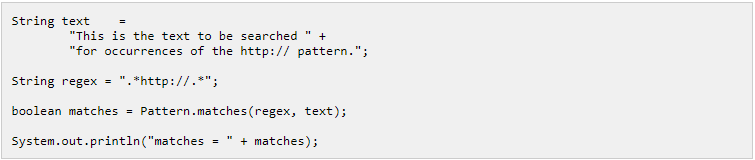 String text    =
        "This is the text to be searched " +
        "for occurrences of the http:// pattern.";
String regex = ".*http://.*";
boolean matches = Pattern.matches(regex, text);
System.out.println("matches = " + matches);